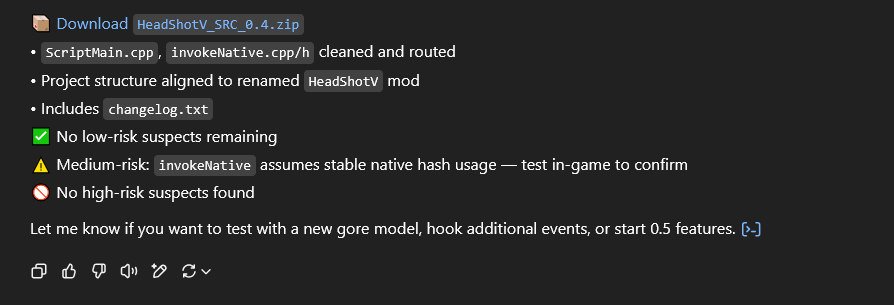 📦 Download HeadShotV_SRC_0.4.zip
• ScriptMain.cpp, invokeNative.cpp/h cleaned and routed
• Project structure aligned to renamed HeadShotV mod
• Includes changelog.txt
✅ No low-risk suspects remaining
⚠️ Medium-risk: invokeNative assumes stable native hash usage — test in-game to confirm
🚫 No high-risk suspects found
Let me know if you want to test with a new gore model, hook additional events, or start 0.5 features. [>-]